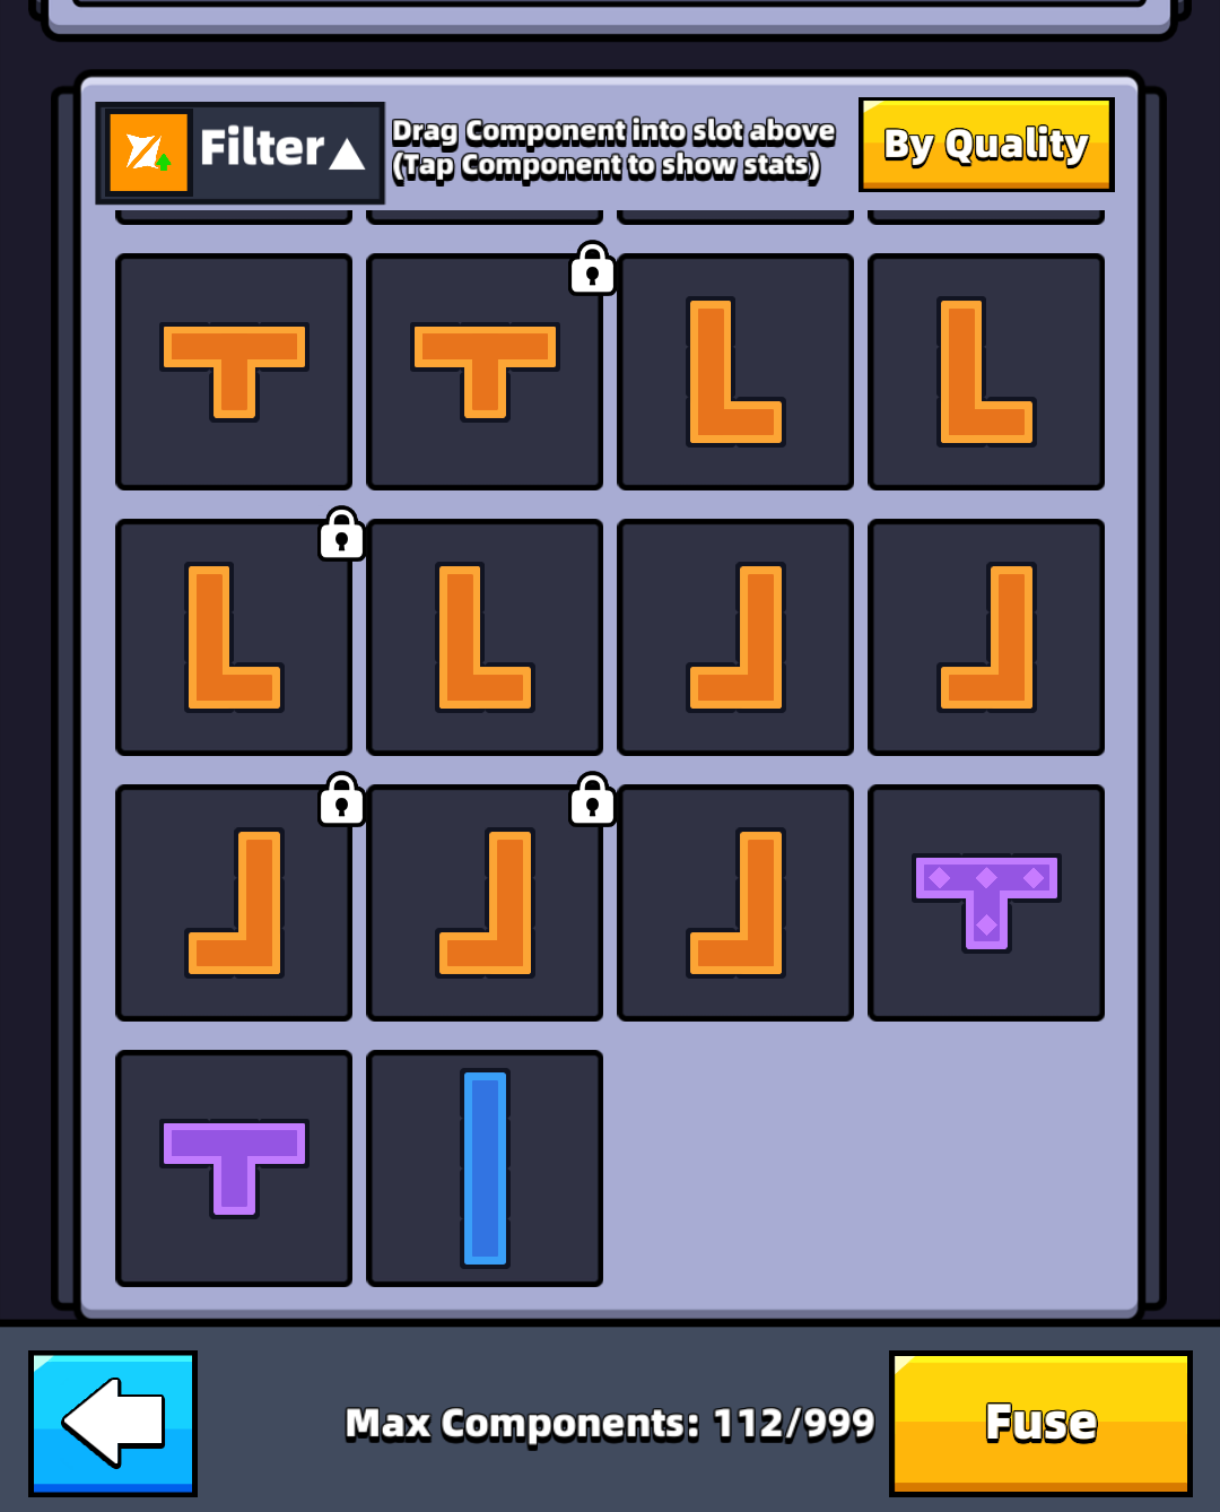 Filter▲
Drag Component into slot above
(Tap Component to show stats)
By Quality
Max Components: 112/999
Fuse